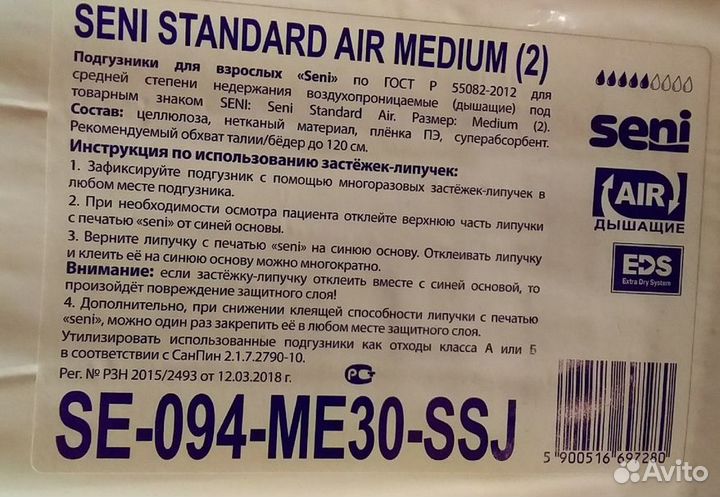 SENI STANDARD AIR MEDIUM (2)
Подгузники для взрослых «Seni» по ГОСТ Р 55082-2012 для
средней степени недержания воздухопроницаемые (дышащие) под
товарным знаком SENI: Seni Standard Air. Размер: Medium (2).
Состав: целлюлоза, нетканый материал, плёнка ПЭ, суперабсорбент.
Рекомендуемый обхват талии/бёдер до 120 см.
Инструкция по использованию застёжек-липучек:
1. Зафиксируйте подгузник с помощью многоразовых застёжек-липучек в
любом месте подгузника.
2. При необходимости осмотра пациента отклейте верхнюю часть липучки
с печатью «seni» от синей основы.
3. Верните липучку с печатью «seni» на синюю основу. Отклеивать липучку
и клеить её на синюю основу можно многократно.
Внимание: если застёжку-липучку отклеить вместе с синей основой, то
произойдёт повреждение защитного слоя!
4. Дополнительно, при снижении клеящей способности липучки с печатью
«seni», можно один раз закрепить её в любом месте защитного слоя.
Утилизировать использованные подгузники как отходы класса А или Б
в соответствии с СанПин 2.1.7.2790-10.
Рег. № РЗН 2015/2493 от 12.03.2018 г.
SE-094-ME30-SSJ
seni
AIR
ДЫШАЩИЕ
EDS
Extra Dry System
5 900516 697280
Avito